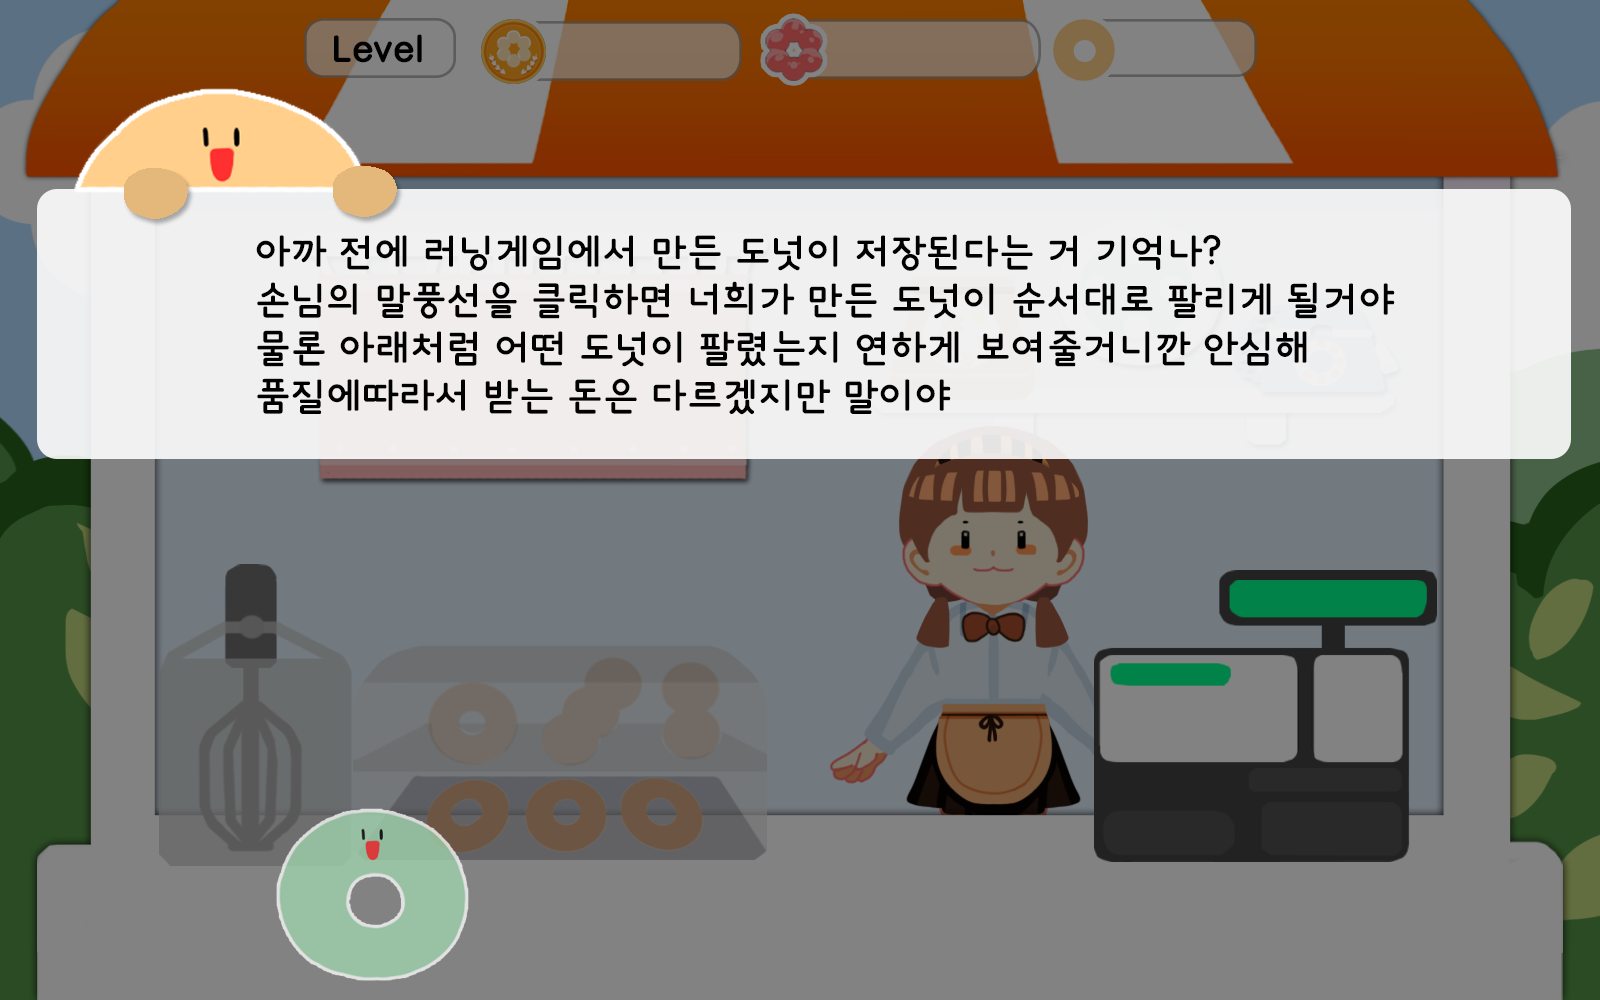 Level
아까 전에 러닝게임에서 만든 도넛이 저장된다는 거 기억나?
손님의 말풍선을 클릭하면 너희가 만든 도넛이 순서대로 팔리게 될거야
물론 아래처럼 어떤 도넛이 팔렸는지 연하게 보여줄거니깐 안심해
품질에따라서 받는 돈은 다르겠지만 말이야